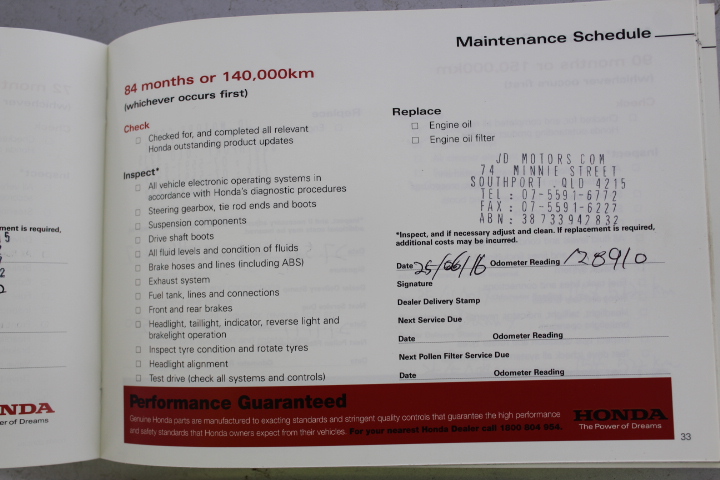 Maintenance Schedule
84 months or 140,000km
(whichever occurs first)
Check
Checked for, and completed all relevant
Honda outstanding product updates
Inspect*
All vehicle electronic operating systems in
accordance with Honda's diagnostic procedures
Steering gearbox, tie rod ends and boots
Suspension components
Drive shaft boots
All fluid levels and condition of fluids
Brake hoses and lines (including ABS)
Exhaust system
Fuel tank, lines and connections
Front and rear brakes
Headlight, taillight, indicator, reverse light and
brakelight operation
Inspect tyre condition and rotate tyres
Headlight alignment
Test drive (check all systems and controls)
Replace
Engine oil
Engine oil filter
JD MOTORS COM
74 MINNIE STREET
SOUTHPORT . QLD 4215
TEL : 07-5591-6772
FAX : 07-5591-6227
ABN: 38 733 947 832
*Inspect, and if necessary adjust and clean. If replacement is required,
additional costs may be incurred.
Date 25/06/16 Odometer Reading 128910
Signature
Dealer Delivery Stamp
Next Service Due
Date Odometer Reading
Next Pollen Filter Service Due
Date Odometer Reading
Performance Guaranteed
Genuine Honda parts are manufactured to exacting standards and stringent quality controls that guarantee the high performance
and safety standards that Honda owners expect from their vehicles. For your nearest Honda Dealer call 1800 804 954.
HONDA
The Power of Dreams
33
ment is required,
5
2
NDA
er of Dreams